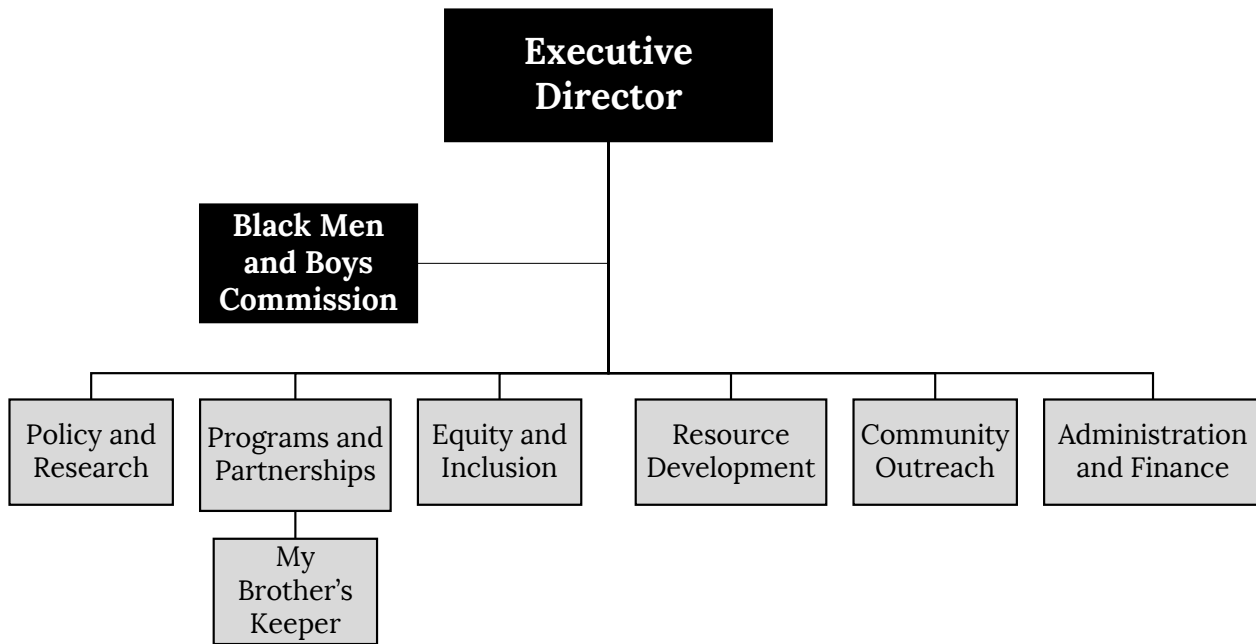 Executive
Director
Black Men
and Boys
Commission
Policy and
Research
Programs and
Partnerships
Equity and
Inclusion
Resource
Development
Community
Outreach
Administration
and Finance
My
Brother’s
Keeper